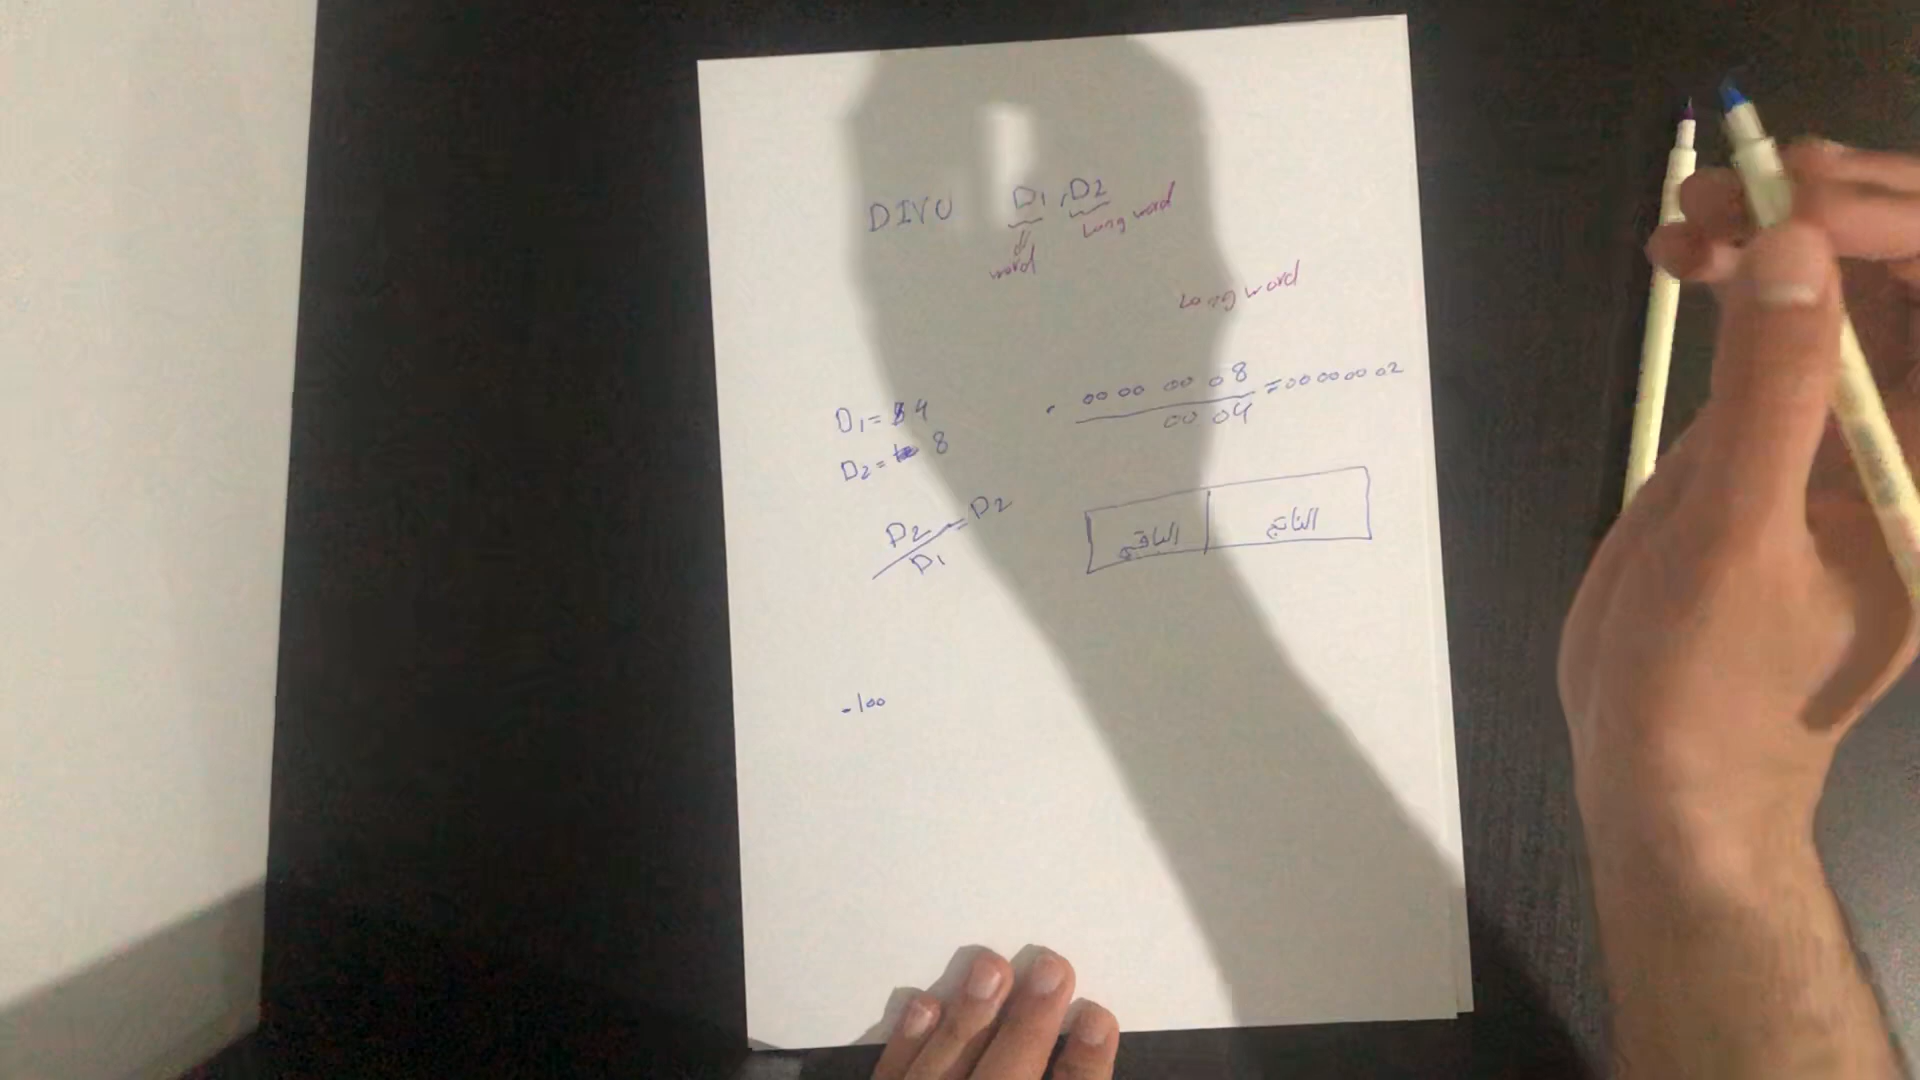 DIVU D1, D2
word
Long word
Long word
D1 = 4
D2 = 8
00 00 00 08 / 00 04 = 00 00 00 02
D2 / D1 = D2
الباقي الناتج
-100